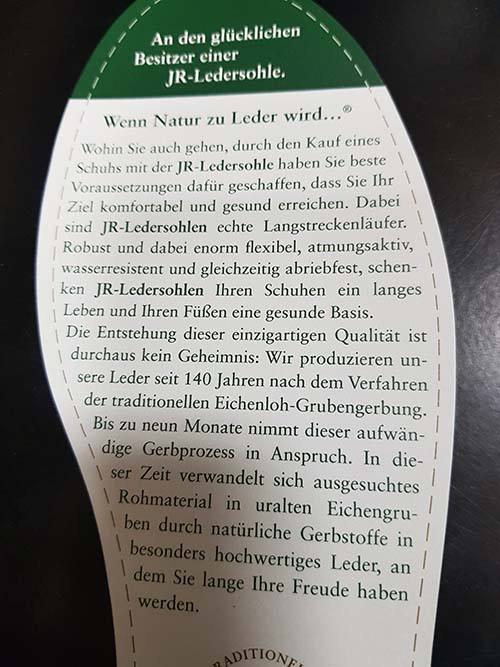 An den glücklichen
Besitzer einer
JR-Ledersohle.
Wenn Natur zu Leder wird...®
Wohin Sie auch gehen, durch den Kauf eines
Schuhs mit der JR-Ledersohle haben Sie beste
Voraussetzungen dafür geschaffen, dass Sie Ihr
Ziel komfortabel und gesund erreichen. Dabei
sind JR-Ledersohlen echte Langstreckenläufer.
Robust und dabei enorm flexibel, atmungsaktiv,
wasserresistent und gleichzeitig abriebfest, schen-
ken JR-Ledersohlen Ihren Schuhen ein langes
Leben und Ihren Füßen eine gesunde Basis.
Die Entstehung dieser einzigartigen Qualität ist
durchaus kein Geheimnis: Wir produzieren un-
sere Leder seit 140 Jahren nach dem Verfahren
der traditionellen Eichenloh-Grubengerbung.
Bis zu neun Monate nimmt dieser aufwän-
dige Gerbprozess in Anspruch. In die-
ser Zeit verwandelt sich ausgesuchtes
Rohmaterial in uralten Eichengru-
ben durch natürliche Gerbstoffe in
besonders hochwertiges Leder, an
dem Sie lange Ihre Freude haben
werden.